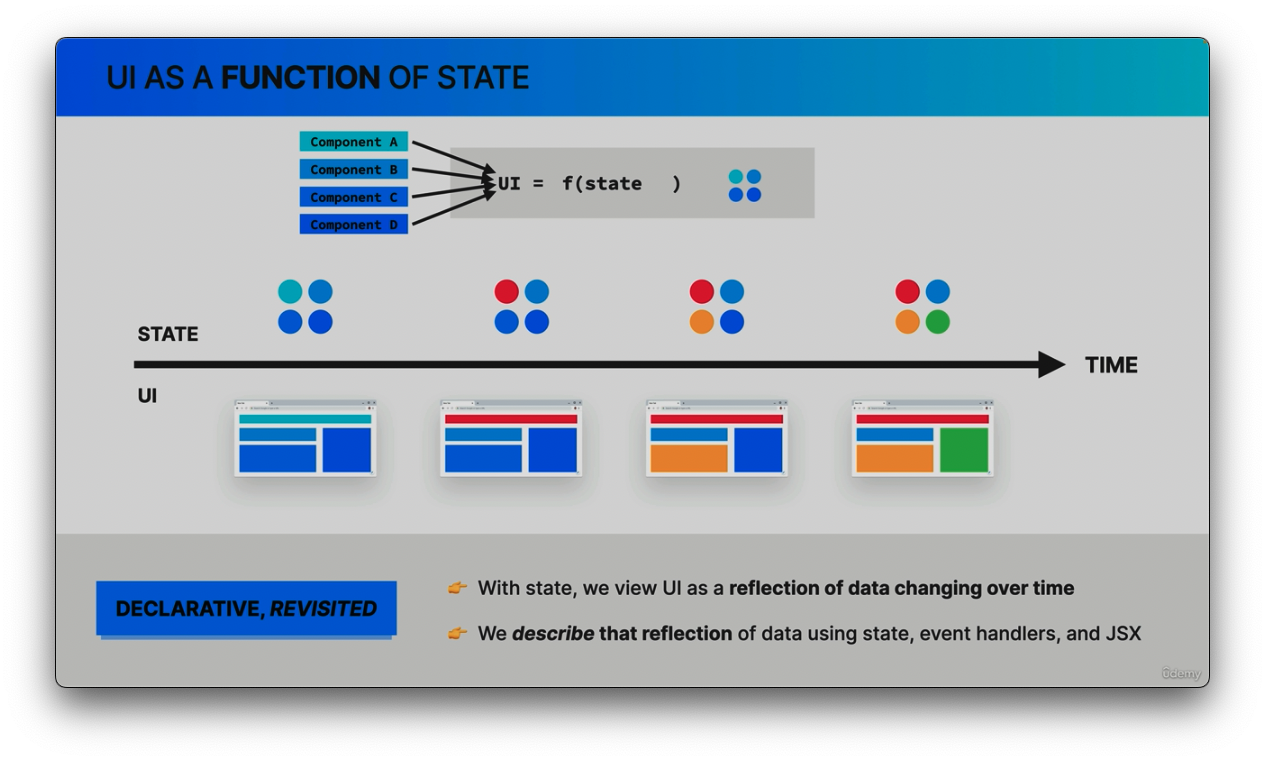 UI AS A FUNCTION OF STATE
Component A
Component B
Component C
Component D
UI = f(state )
STATE
TIME
UI
DECLARATIVE, REVISITED
👉 With state, we view UI as a reflection of data changing over time
👉 We describe that reflection of data using state, event handlers, and JSX
ûdemy